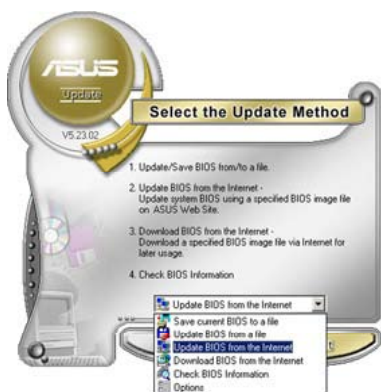 ASUS
Update
V5.23.02
Select the Update Method
1. Update/Save BIOS from/to a file.
2. Update BIOS from the Internet -
Update system BIOS using a specified BIOS image file
on ASUS Web Site.
3. Download BIOS from the Internet -
Download a specified BIOS image file via Internet for
later usage.
4. Check BIOS Information
Update BIOS from the Internet
Save current BIOS to a file
Update BIOS from a file
Update BIOS from the Internet
Download BIOS from the Internet
Check BIOS Information
Options